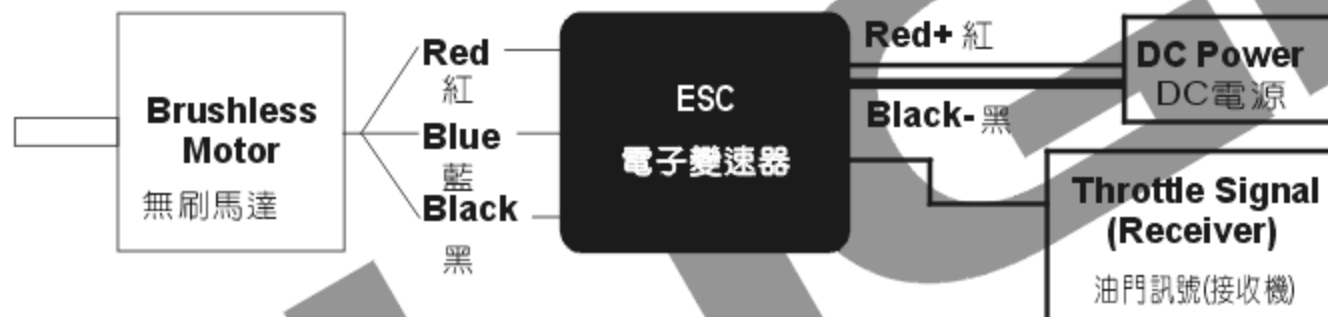 Brushless
Motor
無刷馬達
Red
紅
Blue
藍
Black
黑
ESC
電子變速器
Red+ 紅
Black- 黑
DC Power
DC電源
Throttle Signal
(Receiver)
油門訊號(接收機)